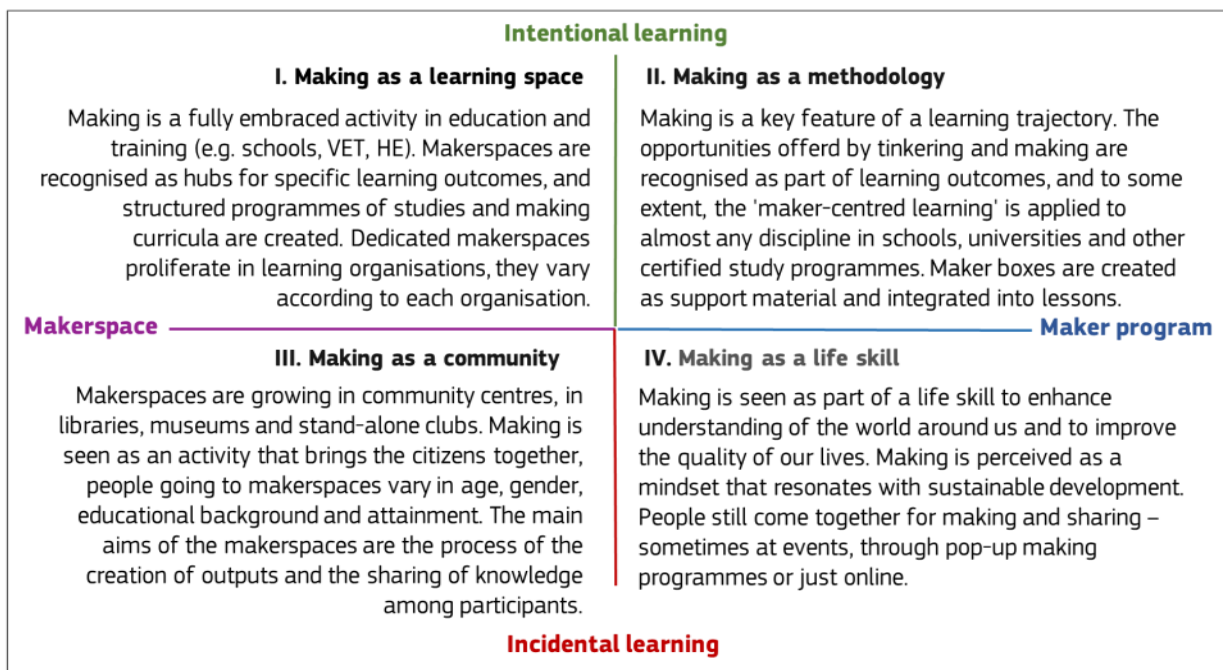 Intentional learning
I. Making as a learning space
Making is a fully embraced activity in education and
training (e.g. schools, VET, HE). Makerspaces are
recognised as hubs for specific learning outcomes, and
structured programmes of studies and making
curricula are created. Dedicated makerspaces
proliferate in learning organisations, they vary
according to each organisation.
II. Making as a methodology
Making is a key feature of a learning trajectory. The
opportunities offerd by tinkering and making are
recognised as part of learning outcomes, and to some
extent, the 'maker-centred learning' is applied to
almost any discipline in schools, universities and other
certified study programmes. Maker boxes are created
as support material and integrated into lessons.
Makerspace
Maker program
III. Making as a community
Makerspaces are growing in community centres, in
libraries, museums and stand-alone clubs. Making is
seen as an activity that brings the citizens together,
people going to makerspaces vary in age, gender,
educational background and attainment. The main
aims of the makerspaces are the process of the
creation of outputs and the sharing of knowledge
among participants.
IV. Making as a life skill
Making is seen as part of a life skill to enhance
understanding of the world around us and to improve
the quality of our lives. Making is perceived as a
mindset that resonates with sustainable development.
People still come together for making and sharing –
sometimes at events, through pop-up making
programmes or just online.
Incidental learning